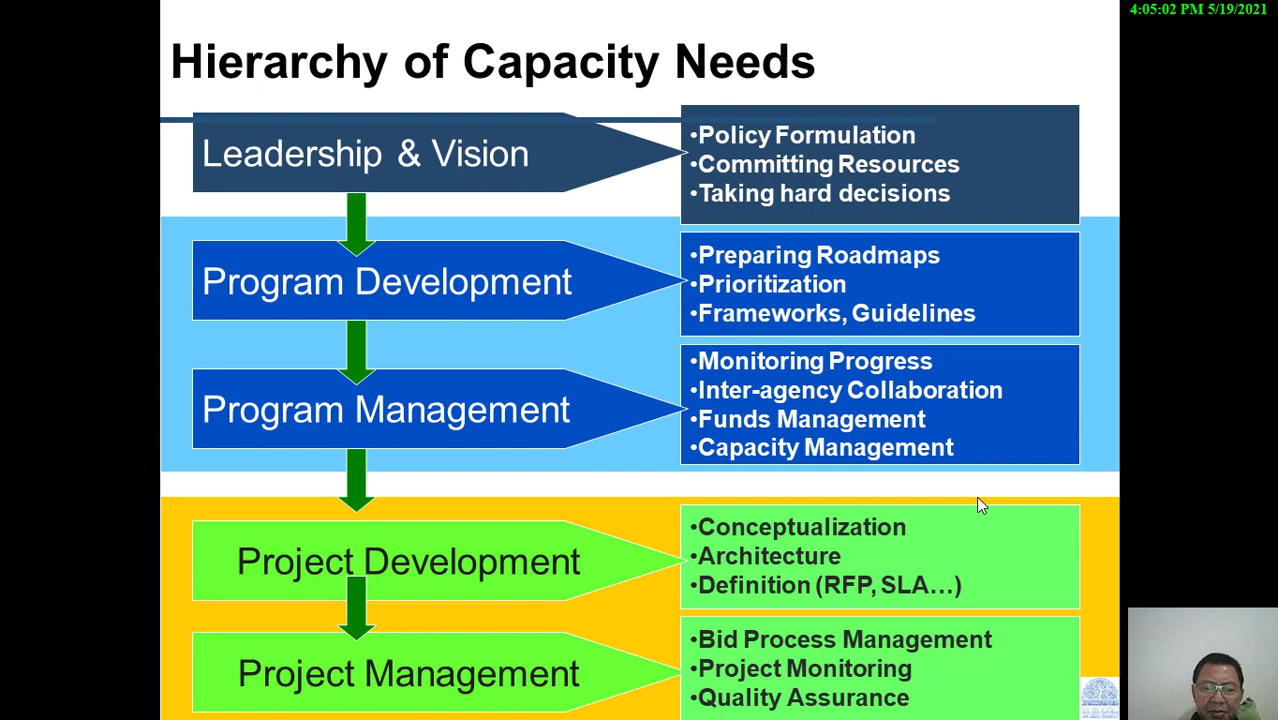 4:05:02 PM 5/19/2021
Hierarchy of Capacity Needs
Leadership & Vision
•Policy Formulation
•Committing Resources
•Taking hard decisions
Program Development
•Preparing Roadmaps
•Prioritization
•Frameworks, Guidelines
Program Management
•Monitoring Progress
•Inter-agency Collaboration
•Funds Management
•Capacity Management
Project Development
•Conceptualization
•Architecture
•Definition (RFP, SLA…)
Project Management
•Bid Process Management
•Project Monitoring
•Quality Assurance